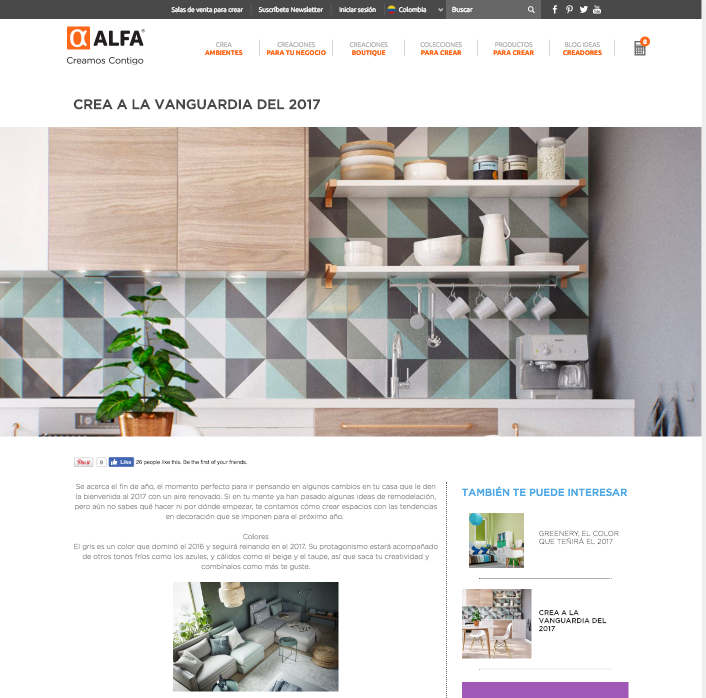 Salas de venta para crear
Suscríbete Newsletter
Iniciar sesión
Colombia
Buscar
ALFA®
Creamos Contigo
CREA
AMBIENTES
CREACIONES
PARA TU NEGOCIO
CREACIONES
BOUTIQUE
COLECCIONES
PARA CREAR
PRODUCTOS
PARA CREAR
BLOG IDEAS
CREADORES
CREA A LA VANGUARDIA DEL 2017
Pin it
9
Like
26 people like this. Be the first of your friends.
Se acerca el fin de año, el momento perfecto para ir pensando en algunos cambios en tu casa que le den
la bienvenida al 2017 con un aire renovado. Si en tu mente ya han pasado algunas ideas de remodelación,
pero aún no sabes qué hacer ni por dónde empezar, te contamos cómo crear espacios con las tendencias
en decoración que se imponen para el próximo año.
Colores
El gris es un color que dominó el 2016 y seguirá reinando en el 2017. Su protagonismo estará acompañado
de otros tonos fríos como los azules, y cálidos como el beige y el taupe, así que saca tu creatividad y
combínalos como más te guste.
TAMBIÉN TE PUEDE INTERESAR
GREENERY, EL COLOR
QUE TEÑIRÁ EL 2017
CREA A LA
VANGUARDIA DEL
2017